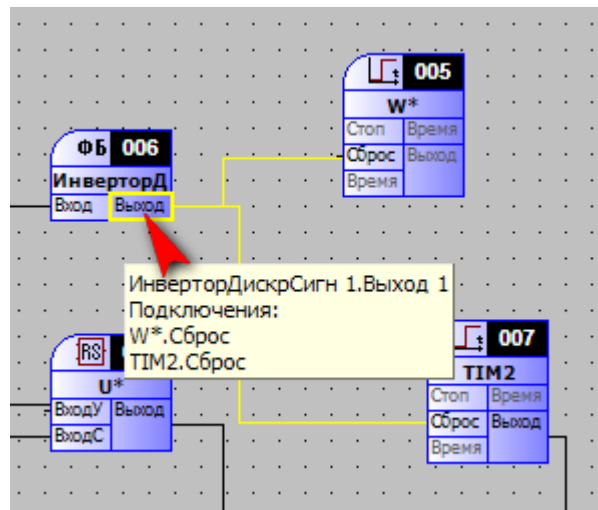 005
W*
Стоп Время
Сброс Выход
Время
ФБ 006
ИнверторД
Вход Выход
ИнверторДискрСигн 1.Выход 1
Подключения:
W*.Сброс
TIM2.Сброс
RS
U*
ВходУ Выход
ВходС
007
TIM2
Стоп Время
Сброс Выход
Время